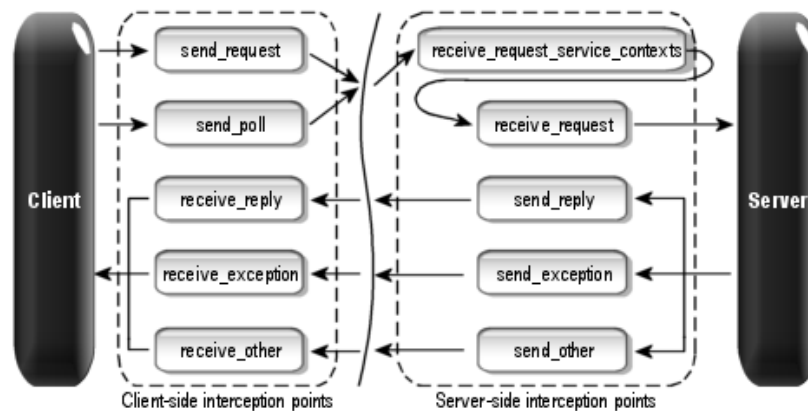 send_request
receive_request_service_contexts
send_poll
receive_request
Client
receive_reply
send_reply
Server
receive_exception
send_exception
receive_other
send_other
Client-side interception points
Server-side interception points